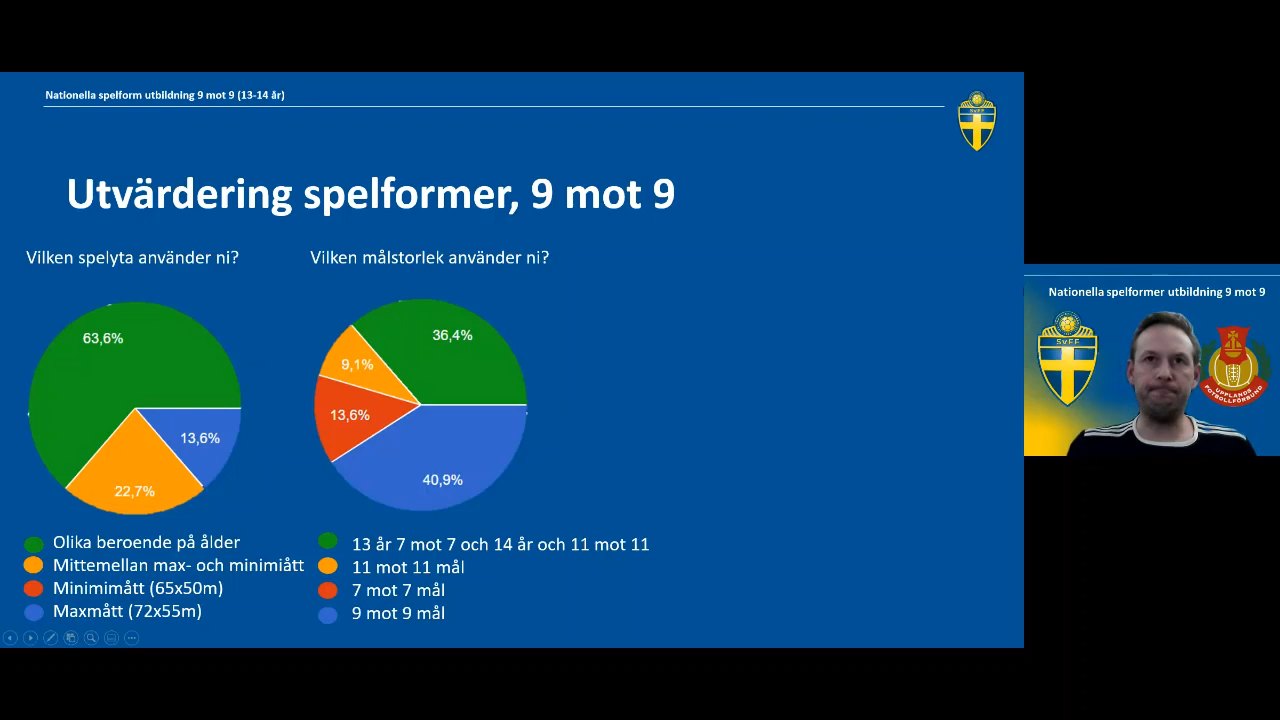 Nationella spelform utbildning 9 mot 9 (13-14 år)
SvFF
Utvärdering spelformer, 9 mot 9
Vilken spelyta använder ni?
Vilken målstorlek använder ni?
63,6%
13,6%
22,7%
36,4%
9,1%
13,6%
40,9%
Olika beroende på ålder
Mittemellan max- och minimiått
Minimimått (65x50m)
Maxmått (72x55m)
13 år 7 mot 7 och 14 år och 11 mot 11
11 mot 11 mål
7 mot 7 mål
9 mot 9 mål
Nationella spelformer utbildning 9 mot 9
SvFF
UPPLANDS
FOTBOLLFÖRBUND